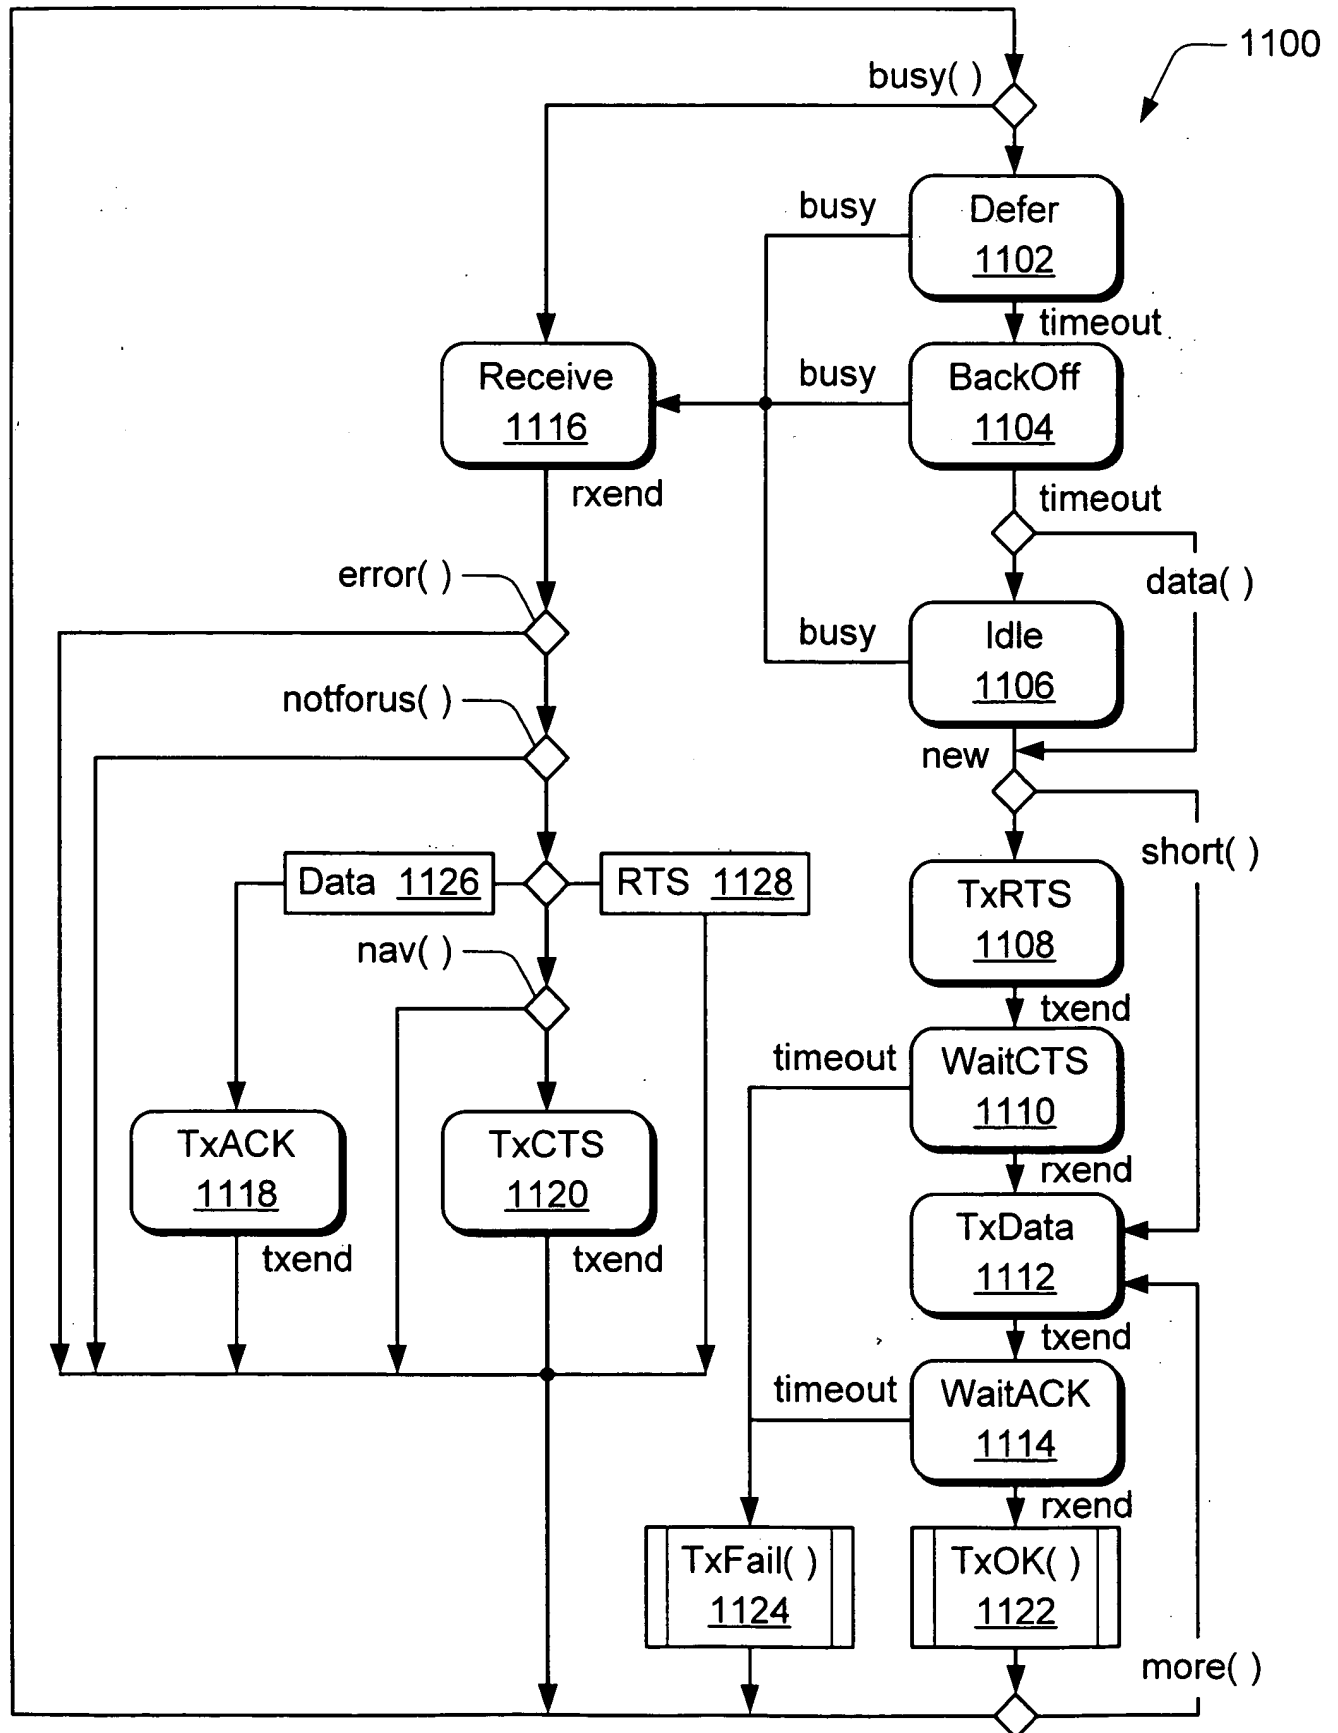 1100
busy( )
Defer
1102
busy
timeout
Receive
1116
busy
BackOff
1104
rxend
timeout
error( )
data( )
busy
Idle
1106
notforus( )
new
short( )
Data 1126
RTS 1128
TxRTS
1108
nav( )
txend
timeout
WaitCTS
1110
TxACK
1118
TxCTS
1120
rxend
txend
txend
TxData
1112
txend
timeout
WaitACK
1114
rxend
TxFail( )
1124
TxOK( )
1122
more( )